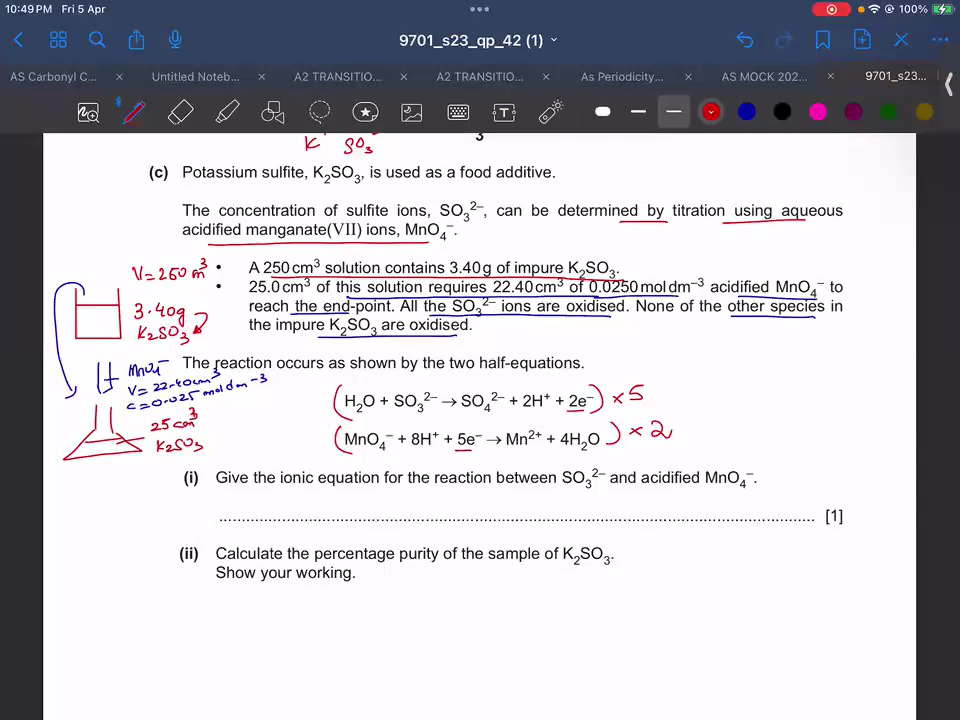 10:49 PM Fri 5 Apr
100%
9701_s23_qp_42 (1)
AS Carbonyl C...
Untitled Noteb...
A2 TRANSITION...
A2 TRANSITION...
As Periodicity...
AS MOCK 202...
9701_s23...
K SO3
3
(c) Potassium sulfite, K₂SO₃, is used as a food additive.
The concentration of sulfite ions, SO₃²⁻, can be determined by titration using aqueous
acidified manganate(VII) ions, MnO₄⁻.
• A 250 cm³ solution contains 3.40 g of impure K₂SO₃.
• 25.0 cm³ of this solution requires 22.40 cm³ of 0.0250 mol dm⁻³ acidified MnO₄⁻ to
reach the end-point. All the SO₃²⁻ ions are oxidised. None of the other species in
the impure K₂SO₃ are oxidised.
V=250 m³
3.40g
K₂SO₃
MnO₄⁻
V=22.40cm³
C=0.025 mol dm⁻³
25 cm³
K₂SO₃
The reaction occurs as shown by the two half-equations.
(H₂O + SO₃²⁻ → SO₄²⁻ + 2H⁺ + 2e⁻) ×5
(MnO₄⁻ + 8H⁺ + 5e⁻ → Mn²⁺ + 4H₂O) ×2
(i) Give the ionic equation for the reaction between SO₃²⁻ and acidified MnO₄⁻.
[1]
(ii) Calculate the percentage purity of the sample of K₂SO₃.
Show your working.